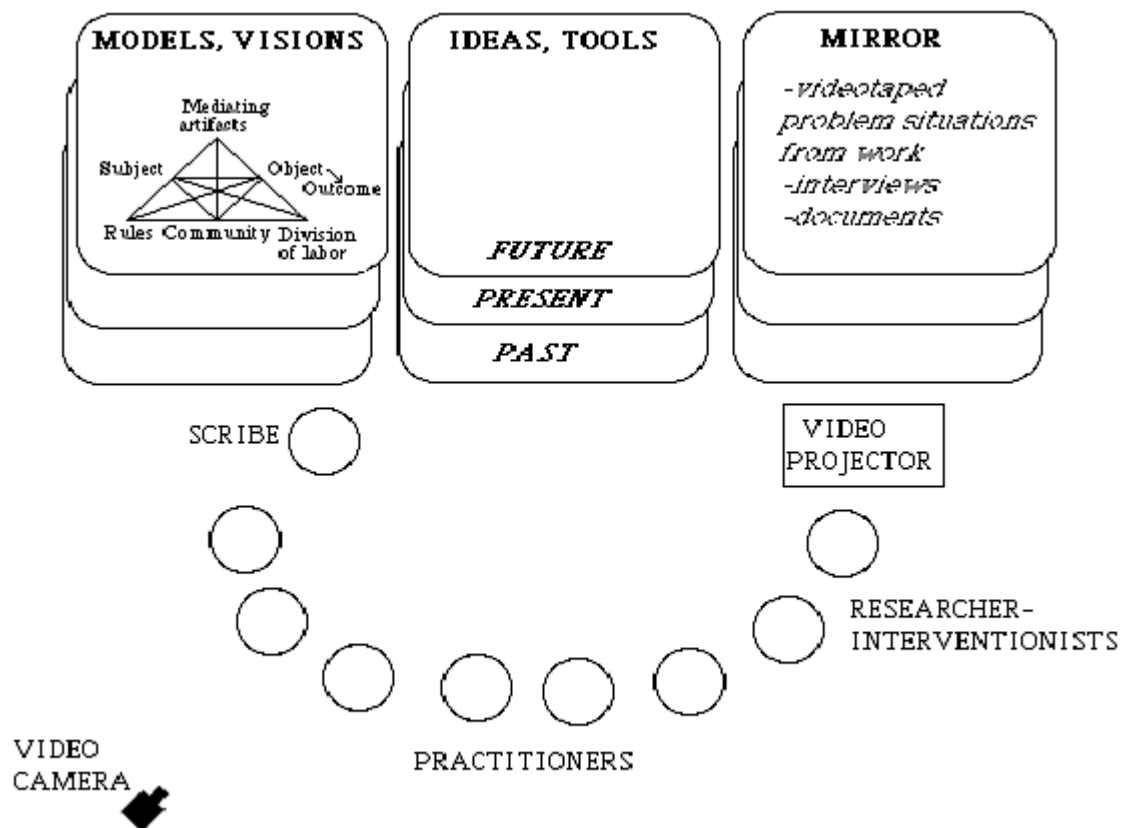 MODELS, VISIONS
Mediating
artifacts
Subject
Object
Outcome
Rules Community Division
of labor
IDEAS, TOOLS
FUTURE
PRESENT
PAST
MIRROR
-videotaped
problem situations
from work
-interviews
-documents
SCRIBE
VIDEO
PROJECTOR
RESEARCHER-
INTERVENTIONISTS
PRACTITIONERS
VIDEO
CAMERA